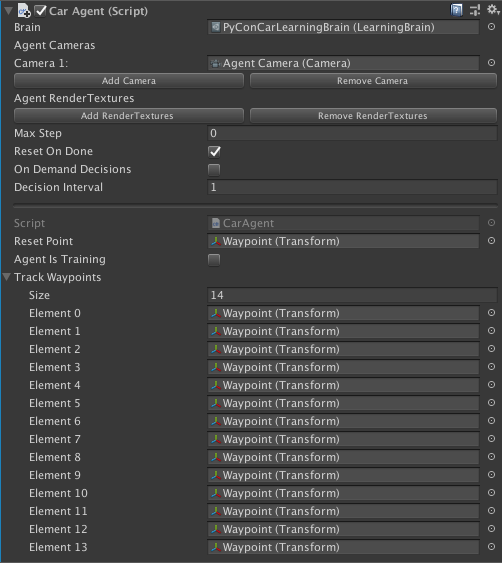 Car Agent (Script)
Brain PyConCarLearningBrain (LearningBrain)
Agent Cameras
Camera 1: Agent Camera (Camera)
Add Camera Remove Camera
Agent RenderTextures
Add RenderTextures Remove RenderTextures
Max Step 0
Reset On Done
On Demand Decisions
Decision Interval 1
Script CarAgent
Reset Point Waypoint (Transform)
Agent Is Training
Track Waypoints
Size 14
Element 0 Waypoint (Transform)
Element 1 Waypoint (Transform)
Element 2 Waypoint (Transform)
Element 3 Waypoint (Transform)
Element 4 Waypoint (Transform)
Element 5 Waypoint (Transform)
Element 6 Waypoint (Transform)
Element 7 Waypoint (Transform)
Element 8 Waypoint (Transform)
Element 9 Waypoint (Transform)
Element 10 Waypoint (Transform)
Element 11 Waypoint (Transform)
Element 12 Waypoint (Transform)
Element 13 Waypoint (Transform)